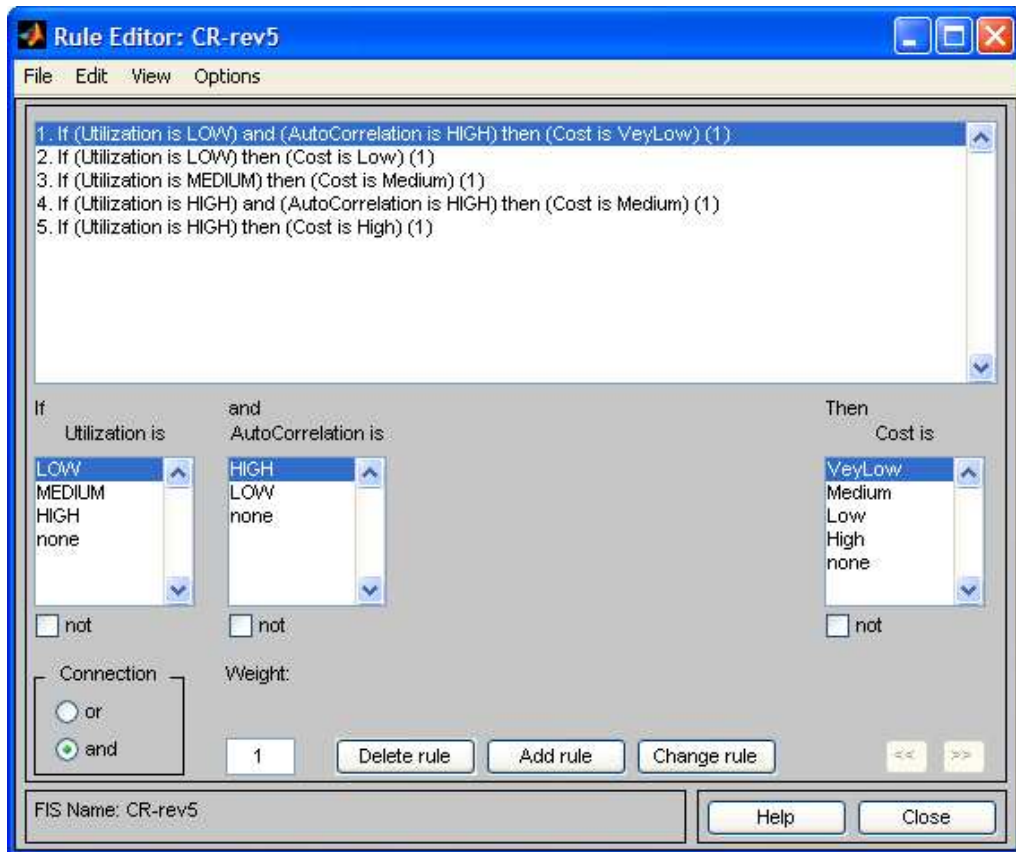 Rule Editor: CR-rev5
File Edit View Options
1. If (Utilization is LOW) and (AutoCorrelation is HIGH) then (Cost is VeyLow) (1)
2. If (Utilization is LOW) then (Cost is Low) (1)
3. If (Utilization is MEDIUM) then (Cost is Medium) (1)
4. If (Utilization is HIGH) and (AutoCorrelation is HIGH) then (Cost is Medium) (1)
5. If (Utilization is HIGH) then (Cost is High) (1)
If and Then
Utilization is AutoCorrelation is Cost is
LOW HIGH VeyLow
MEDIUM LOW Medium
HIGH none Low
none High
none
not not not
Connection Weight:
or
and 1 Delete rule Add rule Change rule << >>
FIS Name: CR-rev5 Help Close